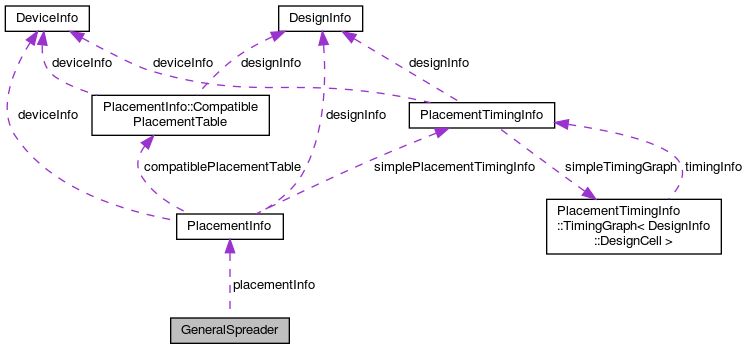 DeviceInfo
DesignInfo
deviceInfo
deviceInfo
designInfo
designInfo
PlacementInfo::Compatible
PlacementTable
PlacementTimingInfo
deviceInfo
designInfo
compatiblePlacementTable
simplePlacementTimingInfo
simpleTimingGraph
timingInfo
PlacementInfo
PlacementTimingInfo
::TimingGraph< DesignInfo
::DesignCell >
placementInfo
GeneralSpreader